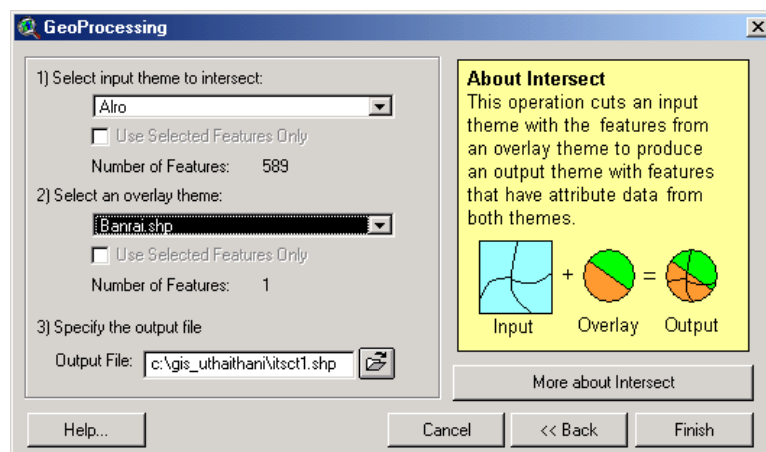 GeoProcessing
1) Select input theme to intersect:
Alro
Use Selected Features Only
Number of Features: 589
2) Select an overlay theme:
Banrai.shp
Use Selected Features Only
Number of Features: 1
3) Specify the output file
Output File: c:\gis_uthaithani\itsct1.shp
About Intersect
This operation cuts an input
theme with the features from
an overlay theme to produce
an output theme with features
that have attribute data from
both themes.
+ =
Input Overlay Output
More about Intersect
Help... Cancel << Back Finish